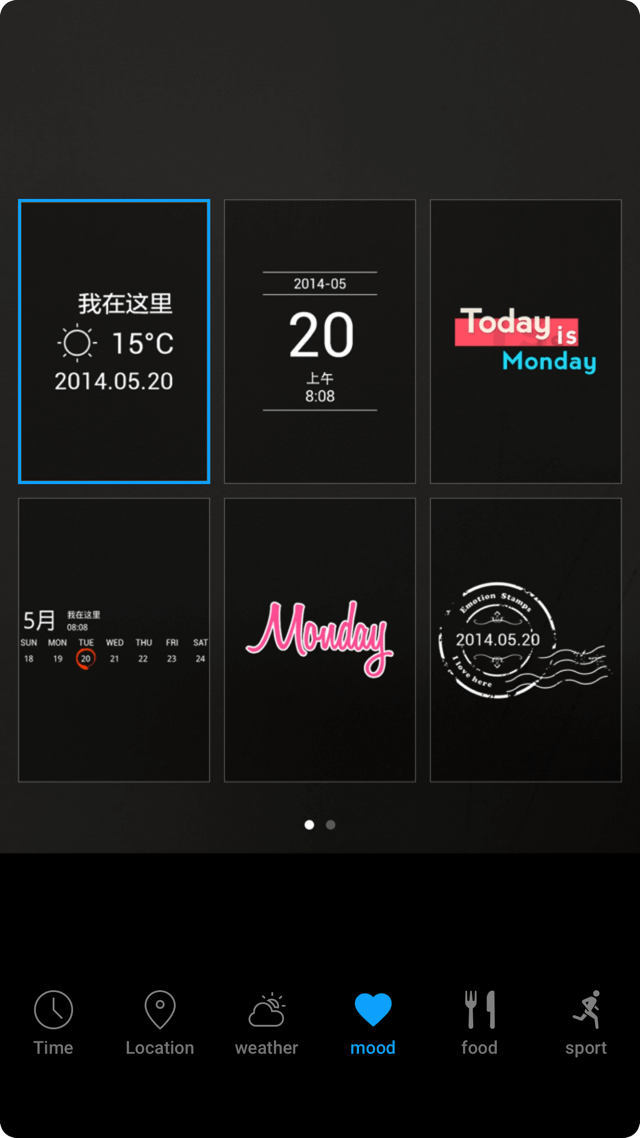 我在这里
15°C
2014.05.20
2014-05
20
上午
8:08
Today is
Monday
5月
我在这里
08:08
SUN MON TUE WED THU FRI SAT
18 19 20 21 22 23 24
Monday
Emotion Stamps
2014.05.20
I love here
Time Location weather mood food sport